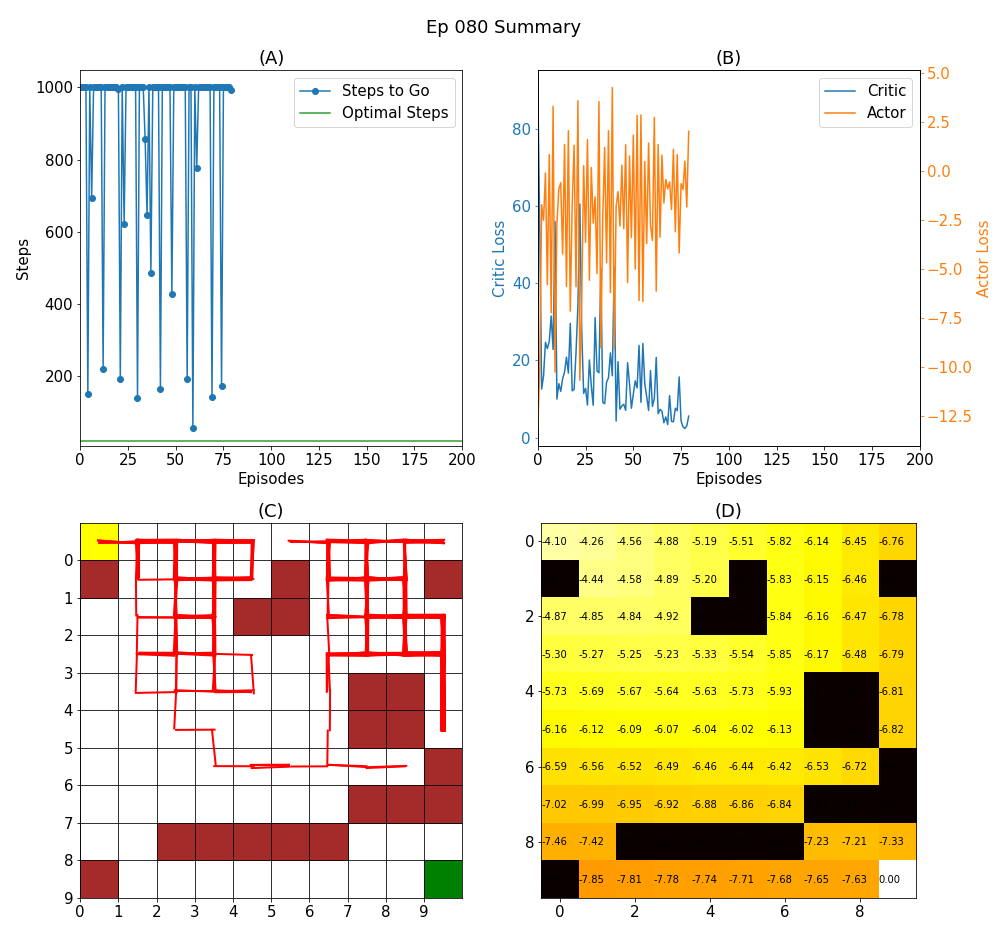 Ep 080 Summary
(A)
1000
800
600
400
200
Steps
Steps to Go
Optimal Steps
0 25 50 75 100 125 150 175 200
Episodes
(B)
80
60
40
20
0
Critic Loss
Critic
Actor
5.0
2.5
0.0
−2.5
−5.0
−7.5
−10.0
−12.5
Actor Loss
0 25 50 75 100 125 150 175 200
Episodes
(C)
0
1
2
3
4
5
6
7
8
9
0 1 2 3 4 5 6 7 8 9
(D)
0
2
4
6
8
-4.10 -4.26 -4.56 -4.88 -5.19 -5.51 -5.82 -6.14 -6.45 -6.76
-4.44 -4.58 -4.89 -5.20 -5.83 -6.15 -6.46
-4.87 -4.85 -4.84 -4.92 -5.84 -6.16 -6.47 -6.78
-5.30 -5.27 -5.25 -5.23 -5.33 -5.54 -5.85 -6.17 -6.48 -6.79
-5.73 -5.69 -5.67 -5.64 -5.63 -5.73 -5.93 -6.81
-6.16 -6.12 -6.09 -6.07 -6.04 -6.02 -6.13 -6.82
-6.59 -6.56 -6.52 -6.49 -6.46 -6.44 -6.42 -6.53 -6.72
-7.02 -6.99 -6.95 -6.92 -6.88 -6.86 -6.84
-7.46 -7.42 -7.23 -7.21 -7.33
-7.85 -7.81 -7.78 -7.74 -7.71 -7.68 -7.65 -7.63 0.00
0 2 4 6 8